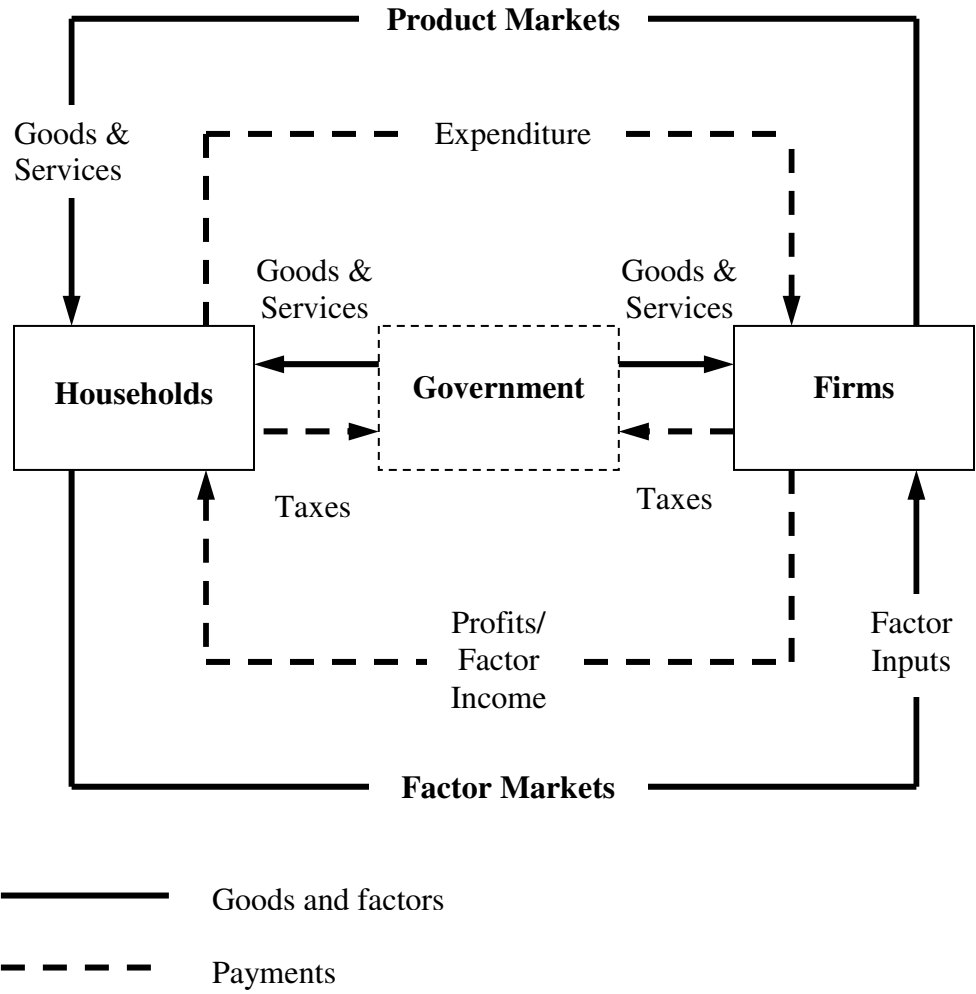 Product Markets
Goods &
Services
Expenditure
Goods &
Services
Goods &
Services
Households
Government
Firms
Taxes
Taxes
Profits/
Factor
Income
Factor
Inputs
Factor Markets
Goods and factors
Payments